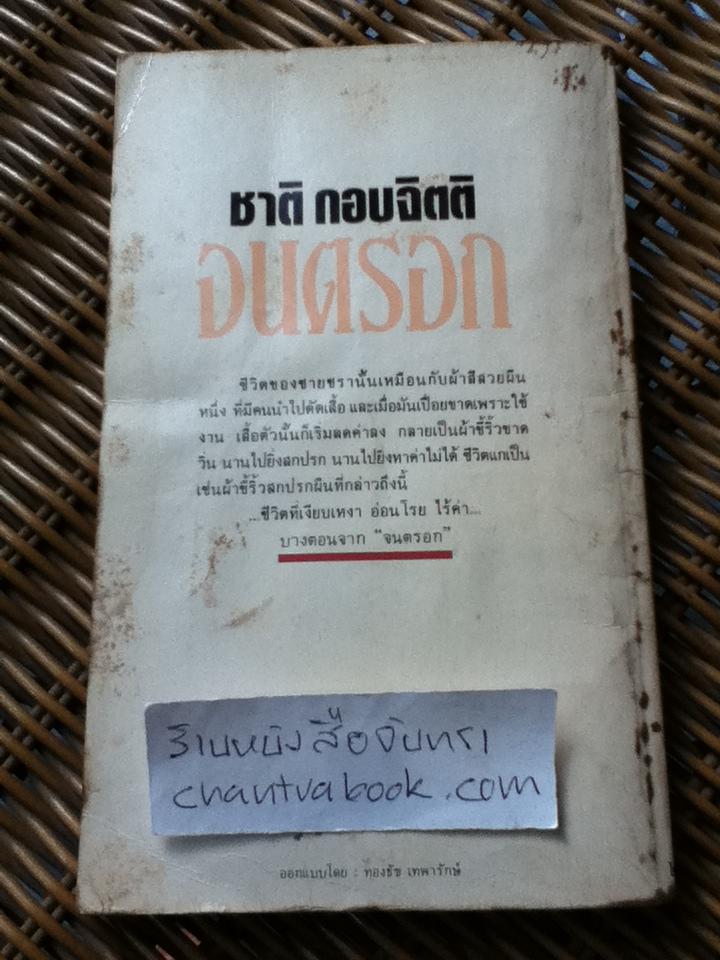 ชาติ กอบจิตติ
จนตรอก
ชีวิตของชายชรานั้นเหมือนกับผ้าสีสวยผืน
หนึ่ง ที่มีคนนำไปตัดเสื้อ และเมื่อมันเปื่อยขาดเพราะใช้
งาน เสื้อตัวนั้นก็เริ่มลดค่าลง กลายเป็นผ้าขี้ริ้วขาด
วิ่น นานไปยิ่งสกปรก นานไปยิ่งหาค่าไม่ได้ ชีวิตแกเป็น
เช่นผ้าขี้ริ้วสกปรกผืนที่กล่าวถึงนี้
....ชีวิตที่เงียบเหงา อ่อนโรย ไร้ค่า....
บางตอนจาก “จนตรอก”
ร้านหนังสือจันทรา
chantrabook.com
ออกแบบโดย : ทองธัช เทพารักษ์